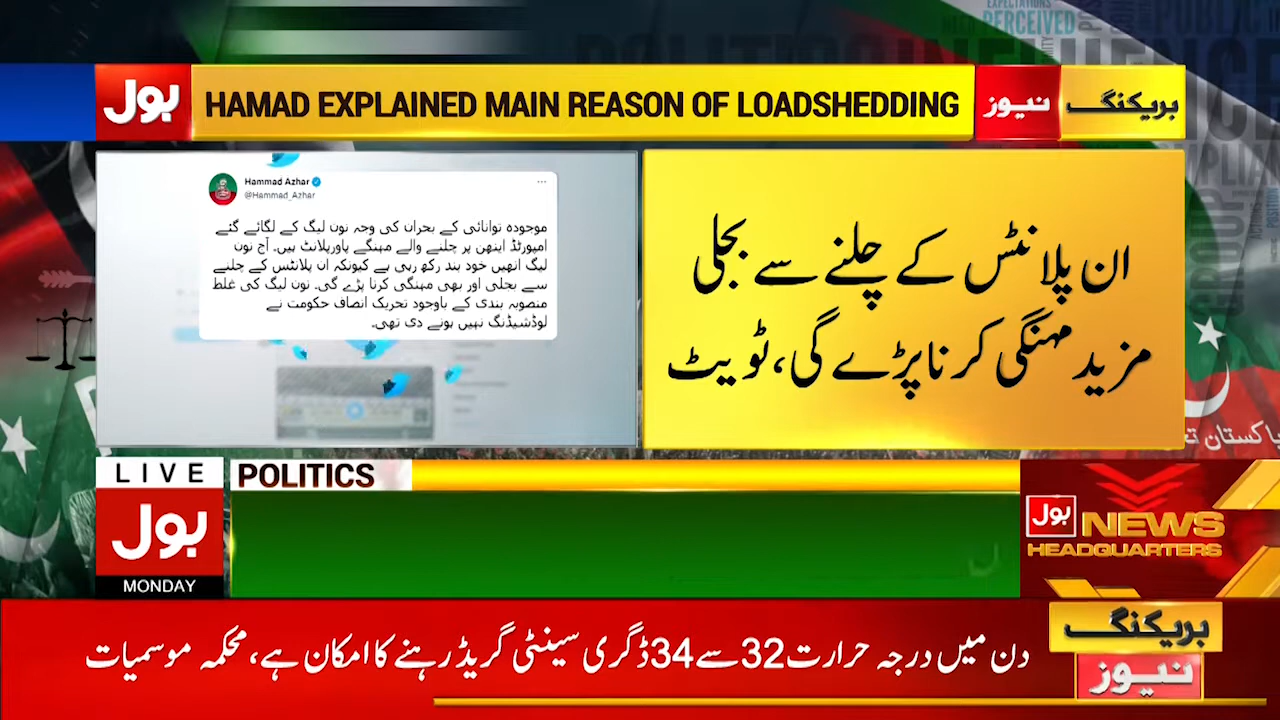 EXPECTATIONS
PERCEIVED
PUBLIC
بول
HAMAD EXPLAINED MAIN REASON OF LOADSHEDDING
نیوز
بریکنگ
Hammad Azhar
@Hammad_Azhar
موجودہ توانائی کے بحران کی وجہ نون لیگ کے لگائے گئے
امپورٹڈ ایندھن پر چلنے والے مہنگے پاورپلانٹ ہیں۔ آج نون
لیگ انھیں خود بند رکھ رہی ہے کیونکہ ان پلانٹس کے چلنے
سے بجلی اور بھی مہنگی کرنا پڑے گی۔ نون لیگ کی غلط
منصوبہ بندی کے باوجود تحریک انصاف حکومت نے
لوڈشیڈنگ نہیں ہونے دی تھی۔
ان پلانٹس کے چلنے سے بجلی
مزید مہنگی کرنا پڑے گی، ٹویٹ
پاکستان
LIVE
بول
MONDAY
POLITICS
بول NEWS
HEADQUARTERS
دن میں درجہ حرارت 32 سے 34 ڈگری سینٹی گریڈ رہنے کا امکان ہے، محکمہ موسمیات
بریکنگ
نیوز